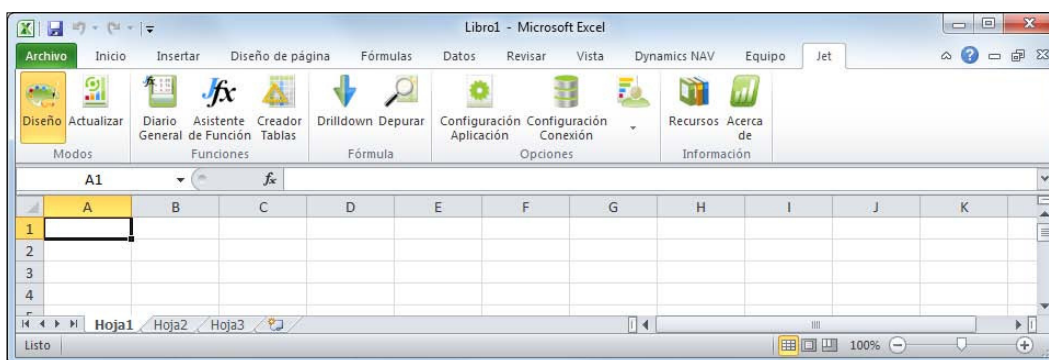 Libro1 - Microsoft Excel
Archivo Inicio Insertar Diseño de página Fórmulas Datos Revisar Vista Dynamics NAV Equipo Jet
Diseño Actualizar Diario General Asistente de Función Creador Tablas Drilldown Depurar Configuración Aplicación Configuración Conexión Recursos Acerca de
Modos Funciones Fórmula Opciones Información
A1 fx
A B C D E F G H I J K
1
2
3
4
Hoja1 Hoja2 Hoja3
Listo 100%